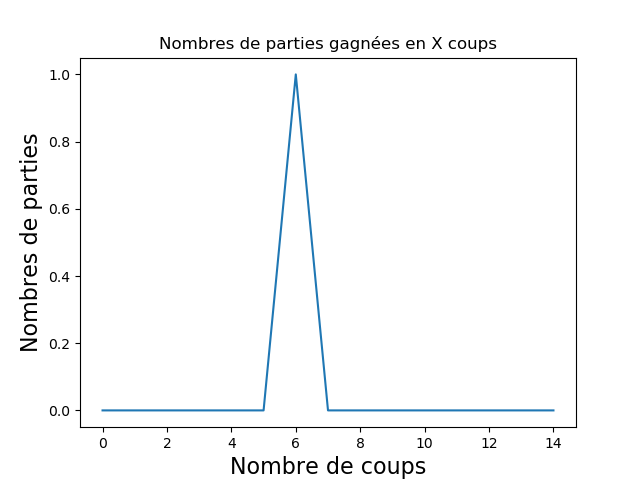 Nombres de parties gagnées en X coups
Nombres de parties
1.0
0.8
0.6
0.4
0.2
0.0
0 2 4 6 8 10 12 14
Nombre de coups